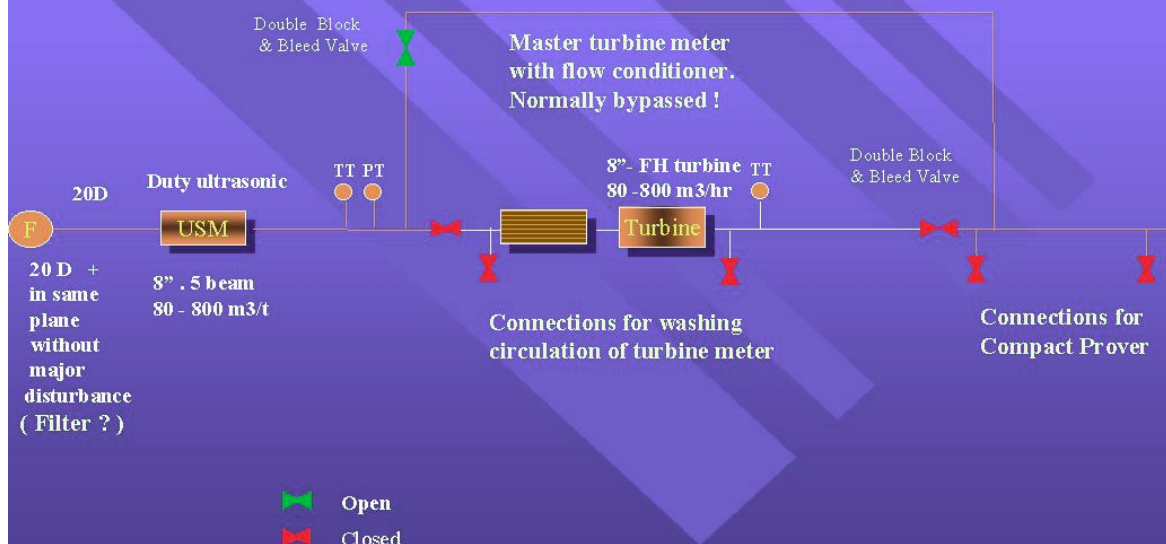 Double Block
& Bleed Valve
Master turbine meter
with flow conditioner.
Normally bypassed !
20D
Duty ultrasonic
TT PT
8”- FH turbine
80 -800 m3/hr
TT
Double Block
& Bleed Valve
F
USM
Turbine
20 D +
in same
plane
without
major
disturbance
( Filter ? )
8” . 5 beam
80 - 800 m3/t
Connections for washing
circulation of turbine meter
Connections for
Compact Prover
Open
Closed